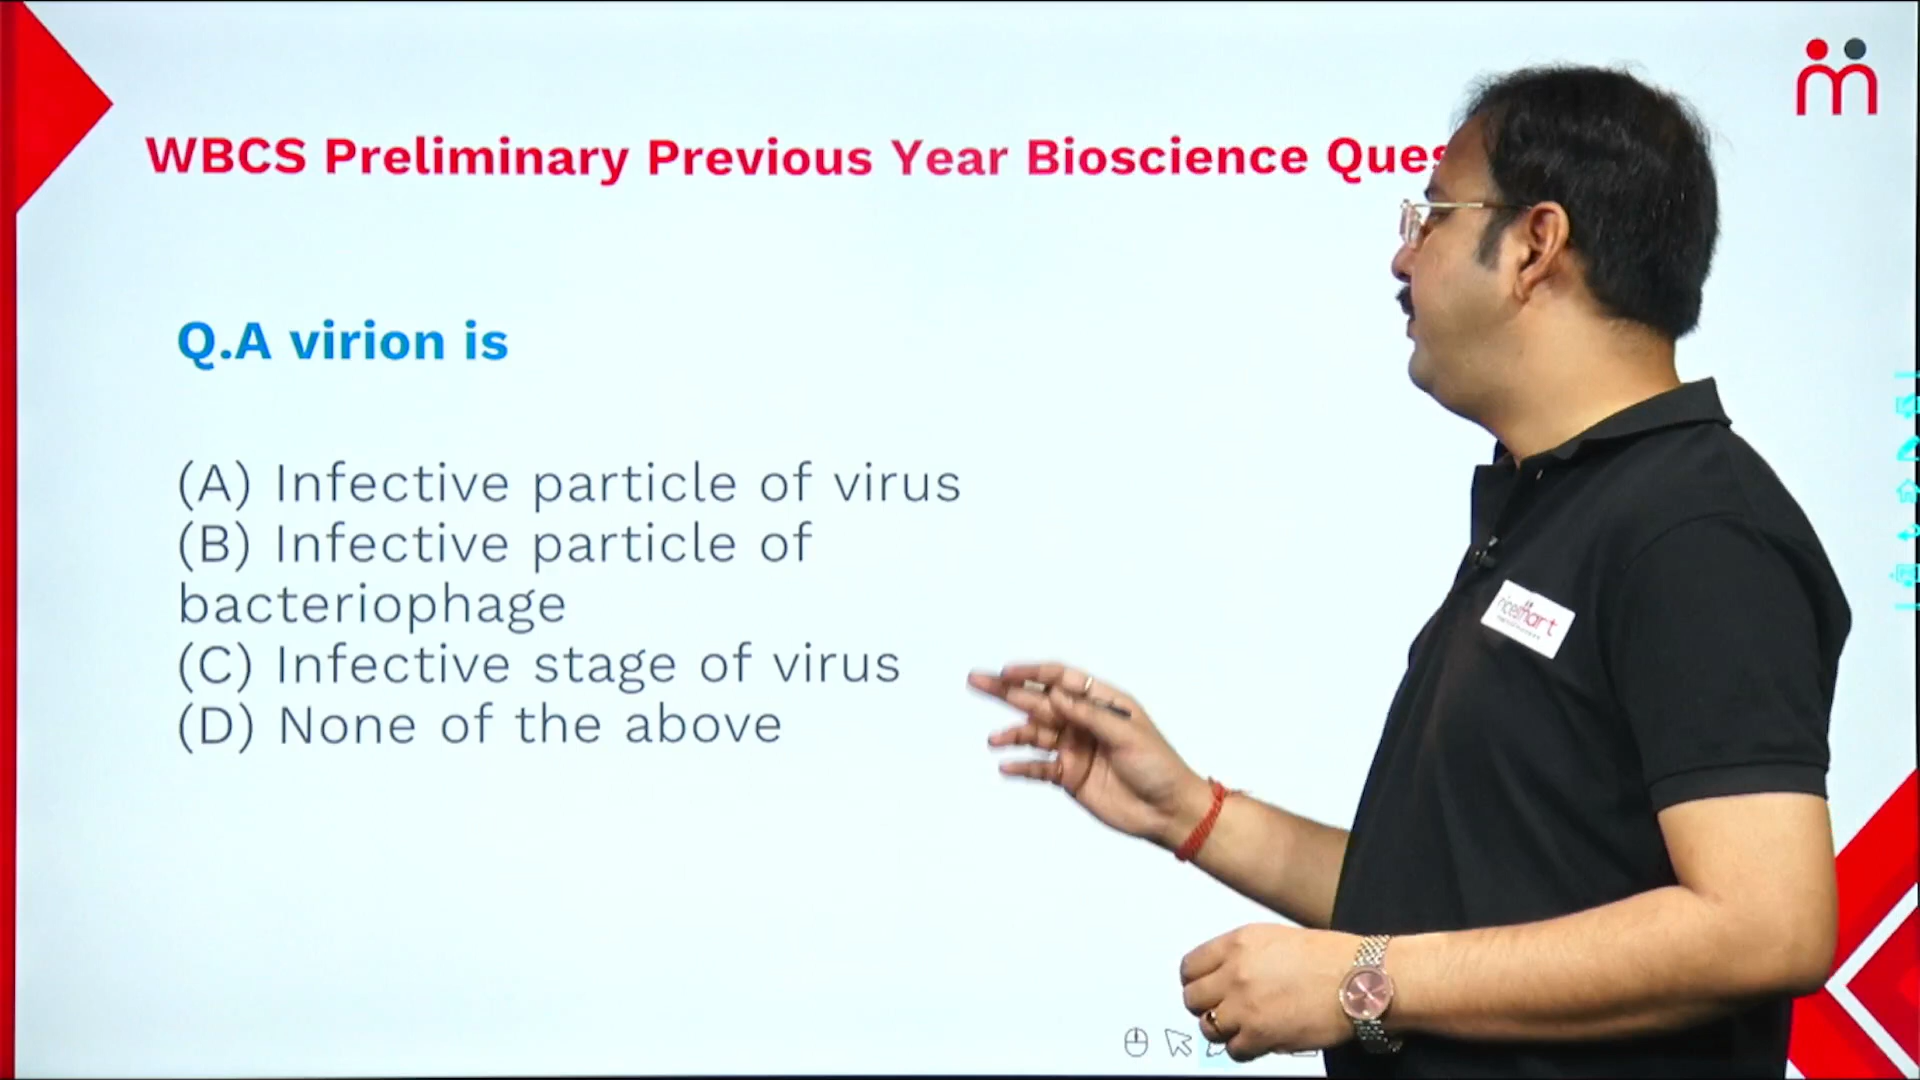 WBCS Preliminary Previous Year Bioscience Ques
Q.A virion is
(A) Infective particle of virus
(B) Infective particle of
bacteriophage
(C) Infective stage of virus
(D) None of the above
ricesmart